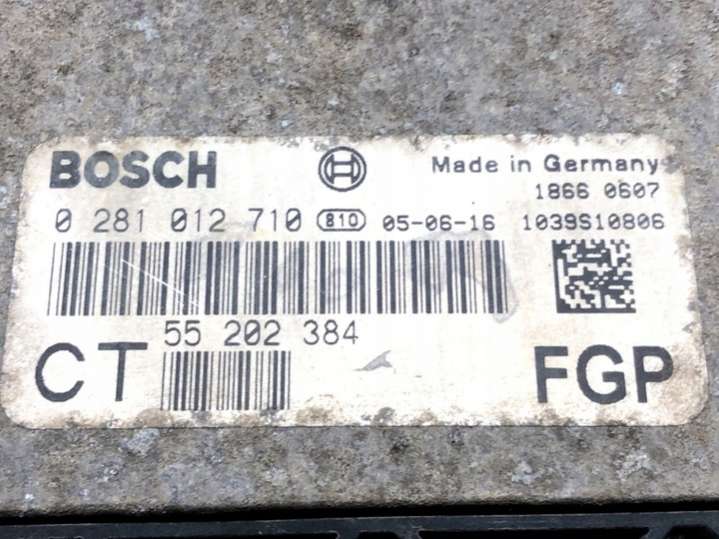 BOSCH Made in Germany
1866 0607
0 281 012 710 810 05-06-16 1039S10806
55 202 384
CT FGP